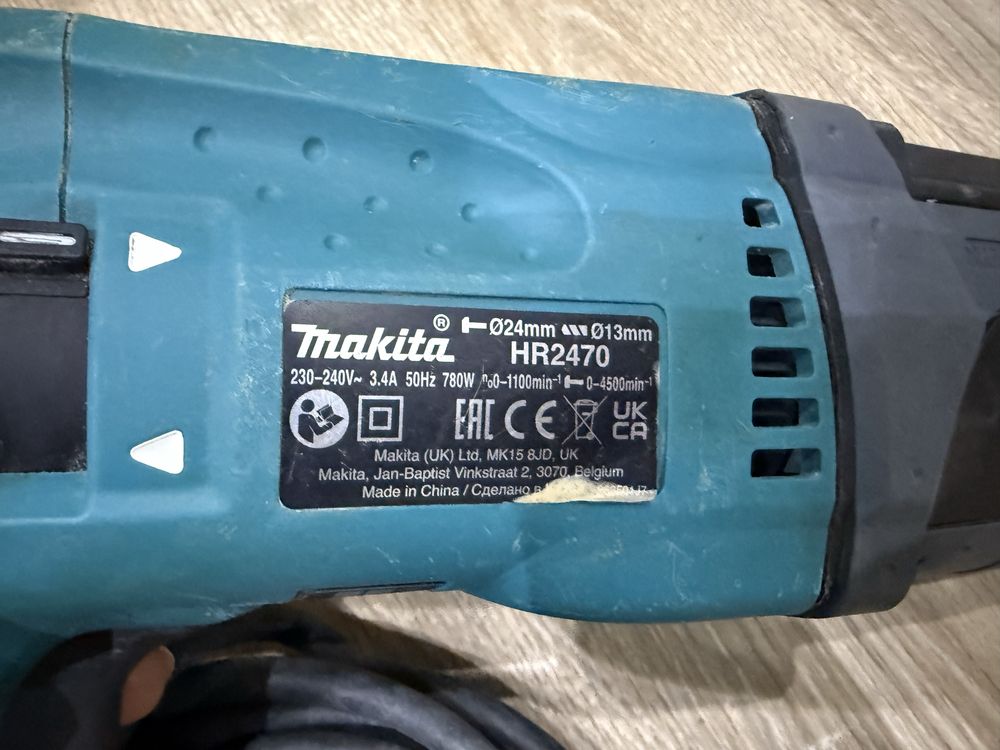 makita® Ø24mm Ø13mm
HR2470
230-240V~ 3.4A 50Hz 780W n₀0-1100min⁻¹ 0-4500min⁻¹
EAC CE UK CA
Makita (UK) Ltd, MK15 8JD, UK
Makita, Jan-Baptist Vinkstraat 2, 3070, Belgium
Made in China / Сделано в